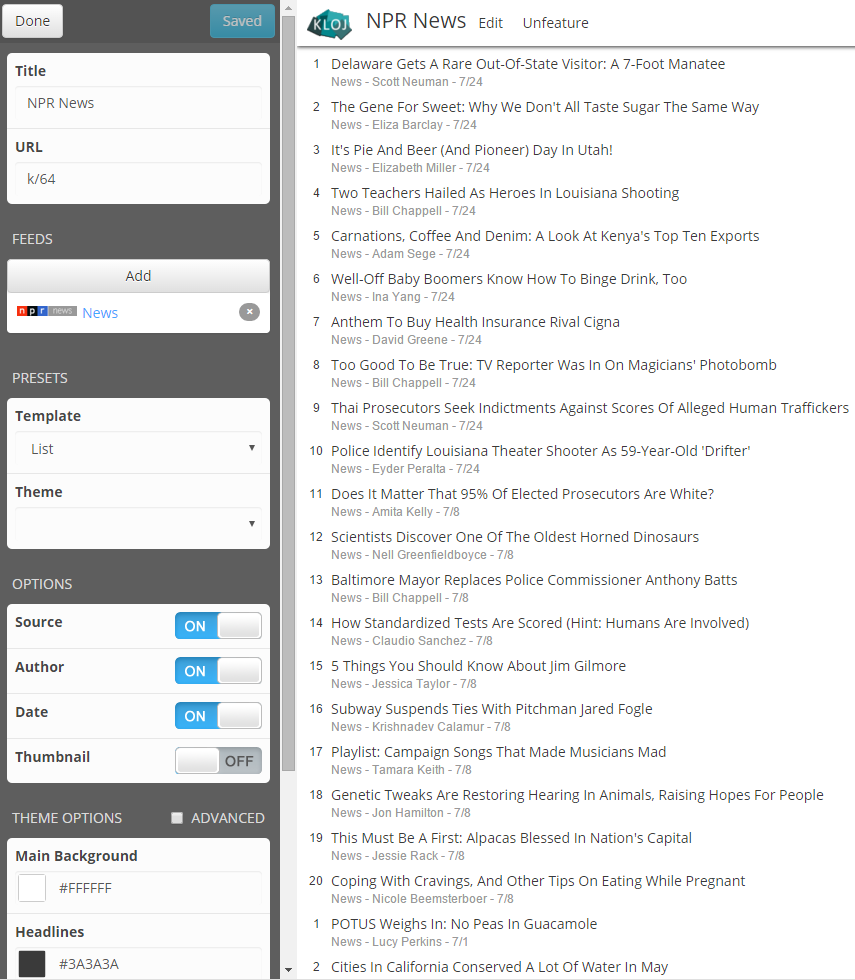 Done
Saved
Title
NPR News
URL
k/64
FEEDS
Add
npr news News
PRESETS
Template
List
Theme
OPTIONS
Source ON
Author ON
Date ON
Thumbnail OFF
THEME OPTIONS ADVANCED
Main Background
#FFFFFF
Headlines
#3A3A3A
KLOJ NPR News Edit Unfeature
1 Delaware Gets A Rare Out-Of-State Visitor: A 7-Foot Manatee
News - Scott Neuman - 7/24
2 The Gene For Sweet: Why We Don't All Taste Sugar The Same Way
News - Eliza Barclay - 7/24
3 It's Pie And Beer (And Pioneer) Day In Utah!
News - Elizabeth Miller - 7/24
4 Two Teachers Hailed As Heroes In Louisiana Shooting
News - Bill Chappell - 7/24
5 Carnations, Coffee And Denim: A Look At Kenya's Top Ten Exports
News - Adam Sege - 7/24
6 Well-Off Baby Boomers Know How To Binge Drink, Too
News - Ina Yang - 7/24
7 Anthem To Buy Health Insurance Rival Cigna
News - David Greene - 7/24
8 Too Good To Be True: TV Reporter Was In On Magicians' Photobomb
News - Bill Chappell - 7/24
9 Thai Prosecutors Seek Indictments Against Scores Of Alleged Human Traffickers
News - Scott Neuman - 7/24
10 Police Identify Louisiana Theater Shooter As 59-Year-Old 'Drifter'
News - Eyder Peralta - 7/24
11 Does It Matter That 95% Of Elected Prosecutors Are White?
News - Amita Kelly - 7/8
12 Scientists Discover One Of The Oldest Horned Dinosaurs
News - Nell Greenfieldboyce - 7/8
13 Baltimore Mayor Replaces Police Commissioner Anthony Batts
News - Bill Chappell - 7/8
14 How Standardized Tests Are Scored (Hint: Humans Are Involved)
News - Claudio Sanchez - 7/8
15 5 Things You Should Know About Jim Gilmore
News - Jessica Taylor - 7/8
16 Subway Suspends Ties With Pitchman Jared Fogle
News - Krishnadev Calamur - 7/8
17 Playlist: Campaign Songs That Made Musicians Mad
News - Tamara Keith - 7/8
18 Genetic Tweaks Are Restoring Hearing In Animals, Raising Hopes For People
News - Jon Hamilton - 7/8
19 This Must Be A First: Alpacas Blessed In Nation's Capital
News - Jessie Rack - 7/8
20 Coping With Cravings, And Other Tips On Eating While Pregnant
News - Nicole Beemsterboer - 7/8
1 POTUS Weighs In: No Peas In Guacamole
News - Lucy Perkins - 7/1
2 Cities In California Conserved A Lot Of Water In May